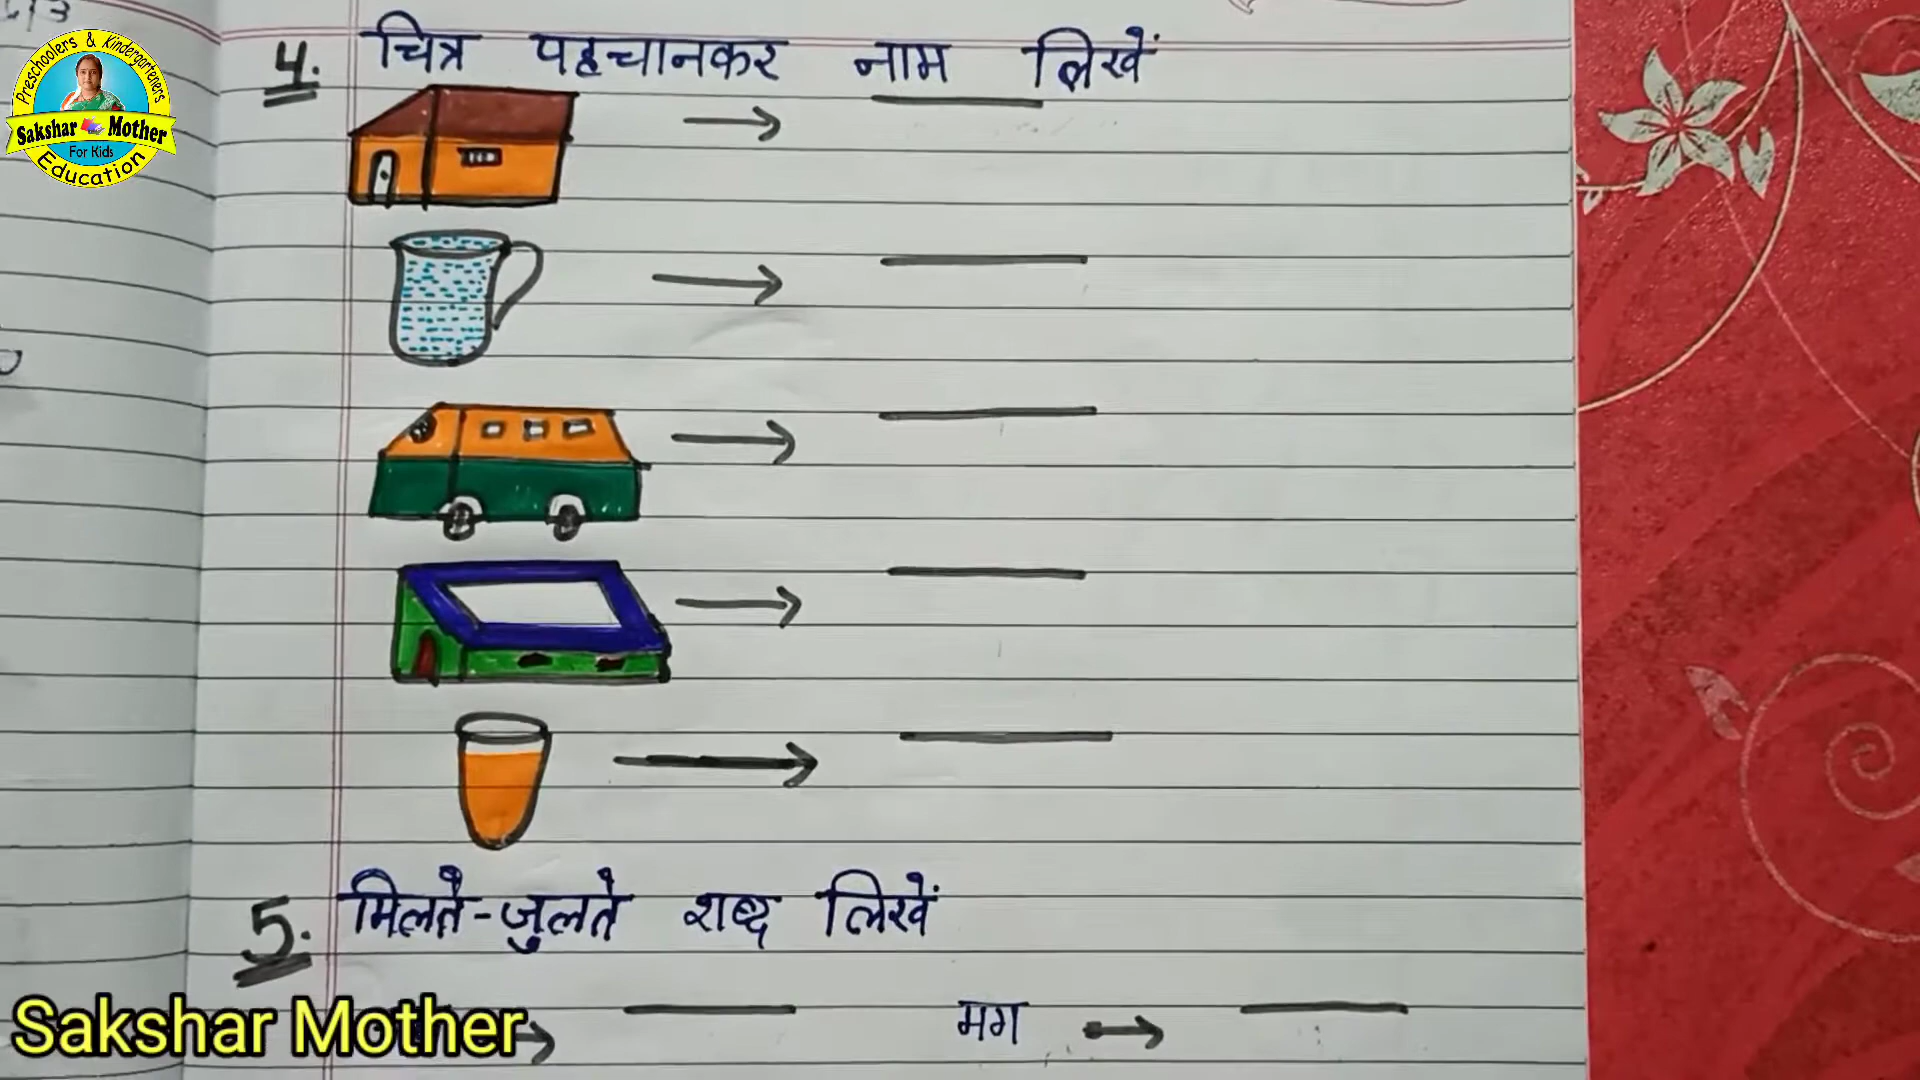 Preschoolers & Kindergarteners
Sakshar Mother
For Kids
Education
4. चित्र पहचानकर नाम लिखें
5. मिलते-जुलते शब्द लिखें
मग
Sakshar Mother